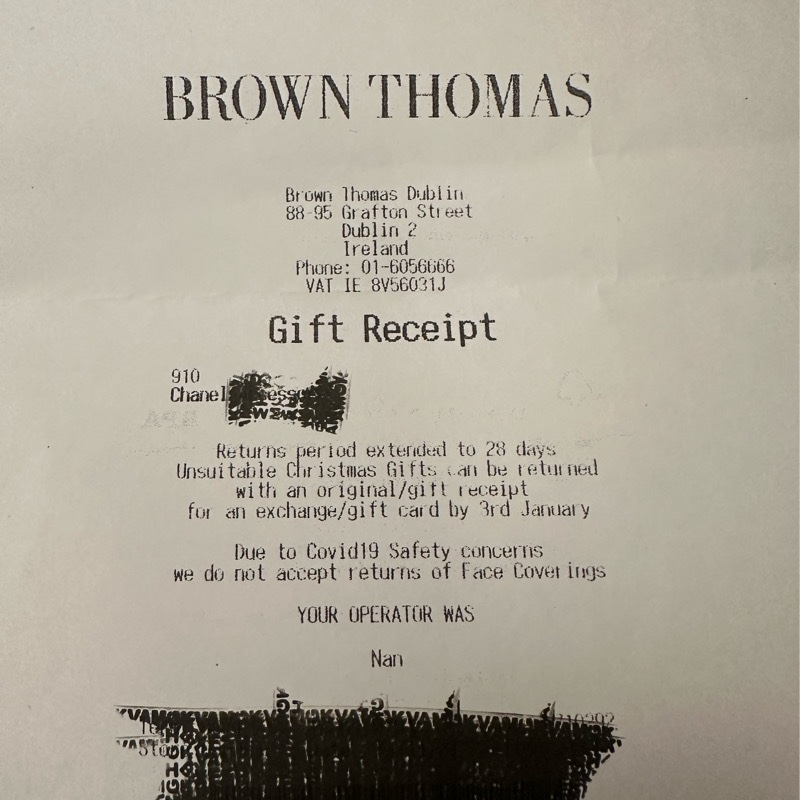 BROWN THOMAS
Brown Thomas Dublin
88-95 Grafton Street
Dublin 2
Ireland
Phone: 01-6056666
VAT IE 8V56031J
Gift Receipt
910
Chanel
Returns period extended to 28 days
Unsuitable Christmas Gifts can be returned
with an original/gift receipt
for an exchange/gift card by 3rd January
Due to Covid19 Safety concerns
we do not accept returns of Face Coverings
YOUR OPERATOR WAS
Nan